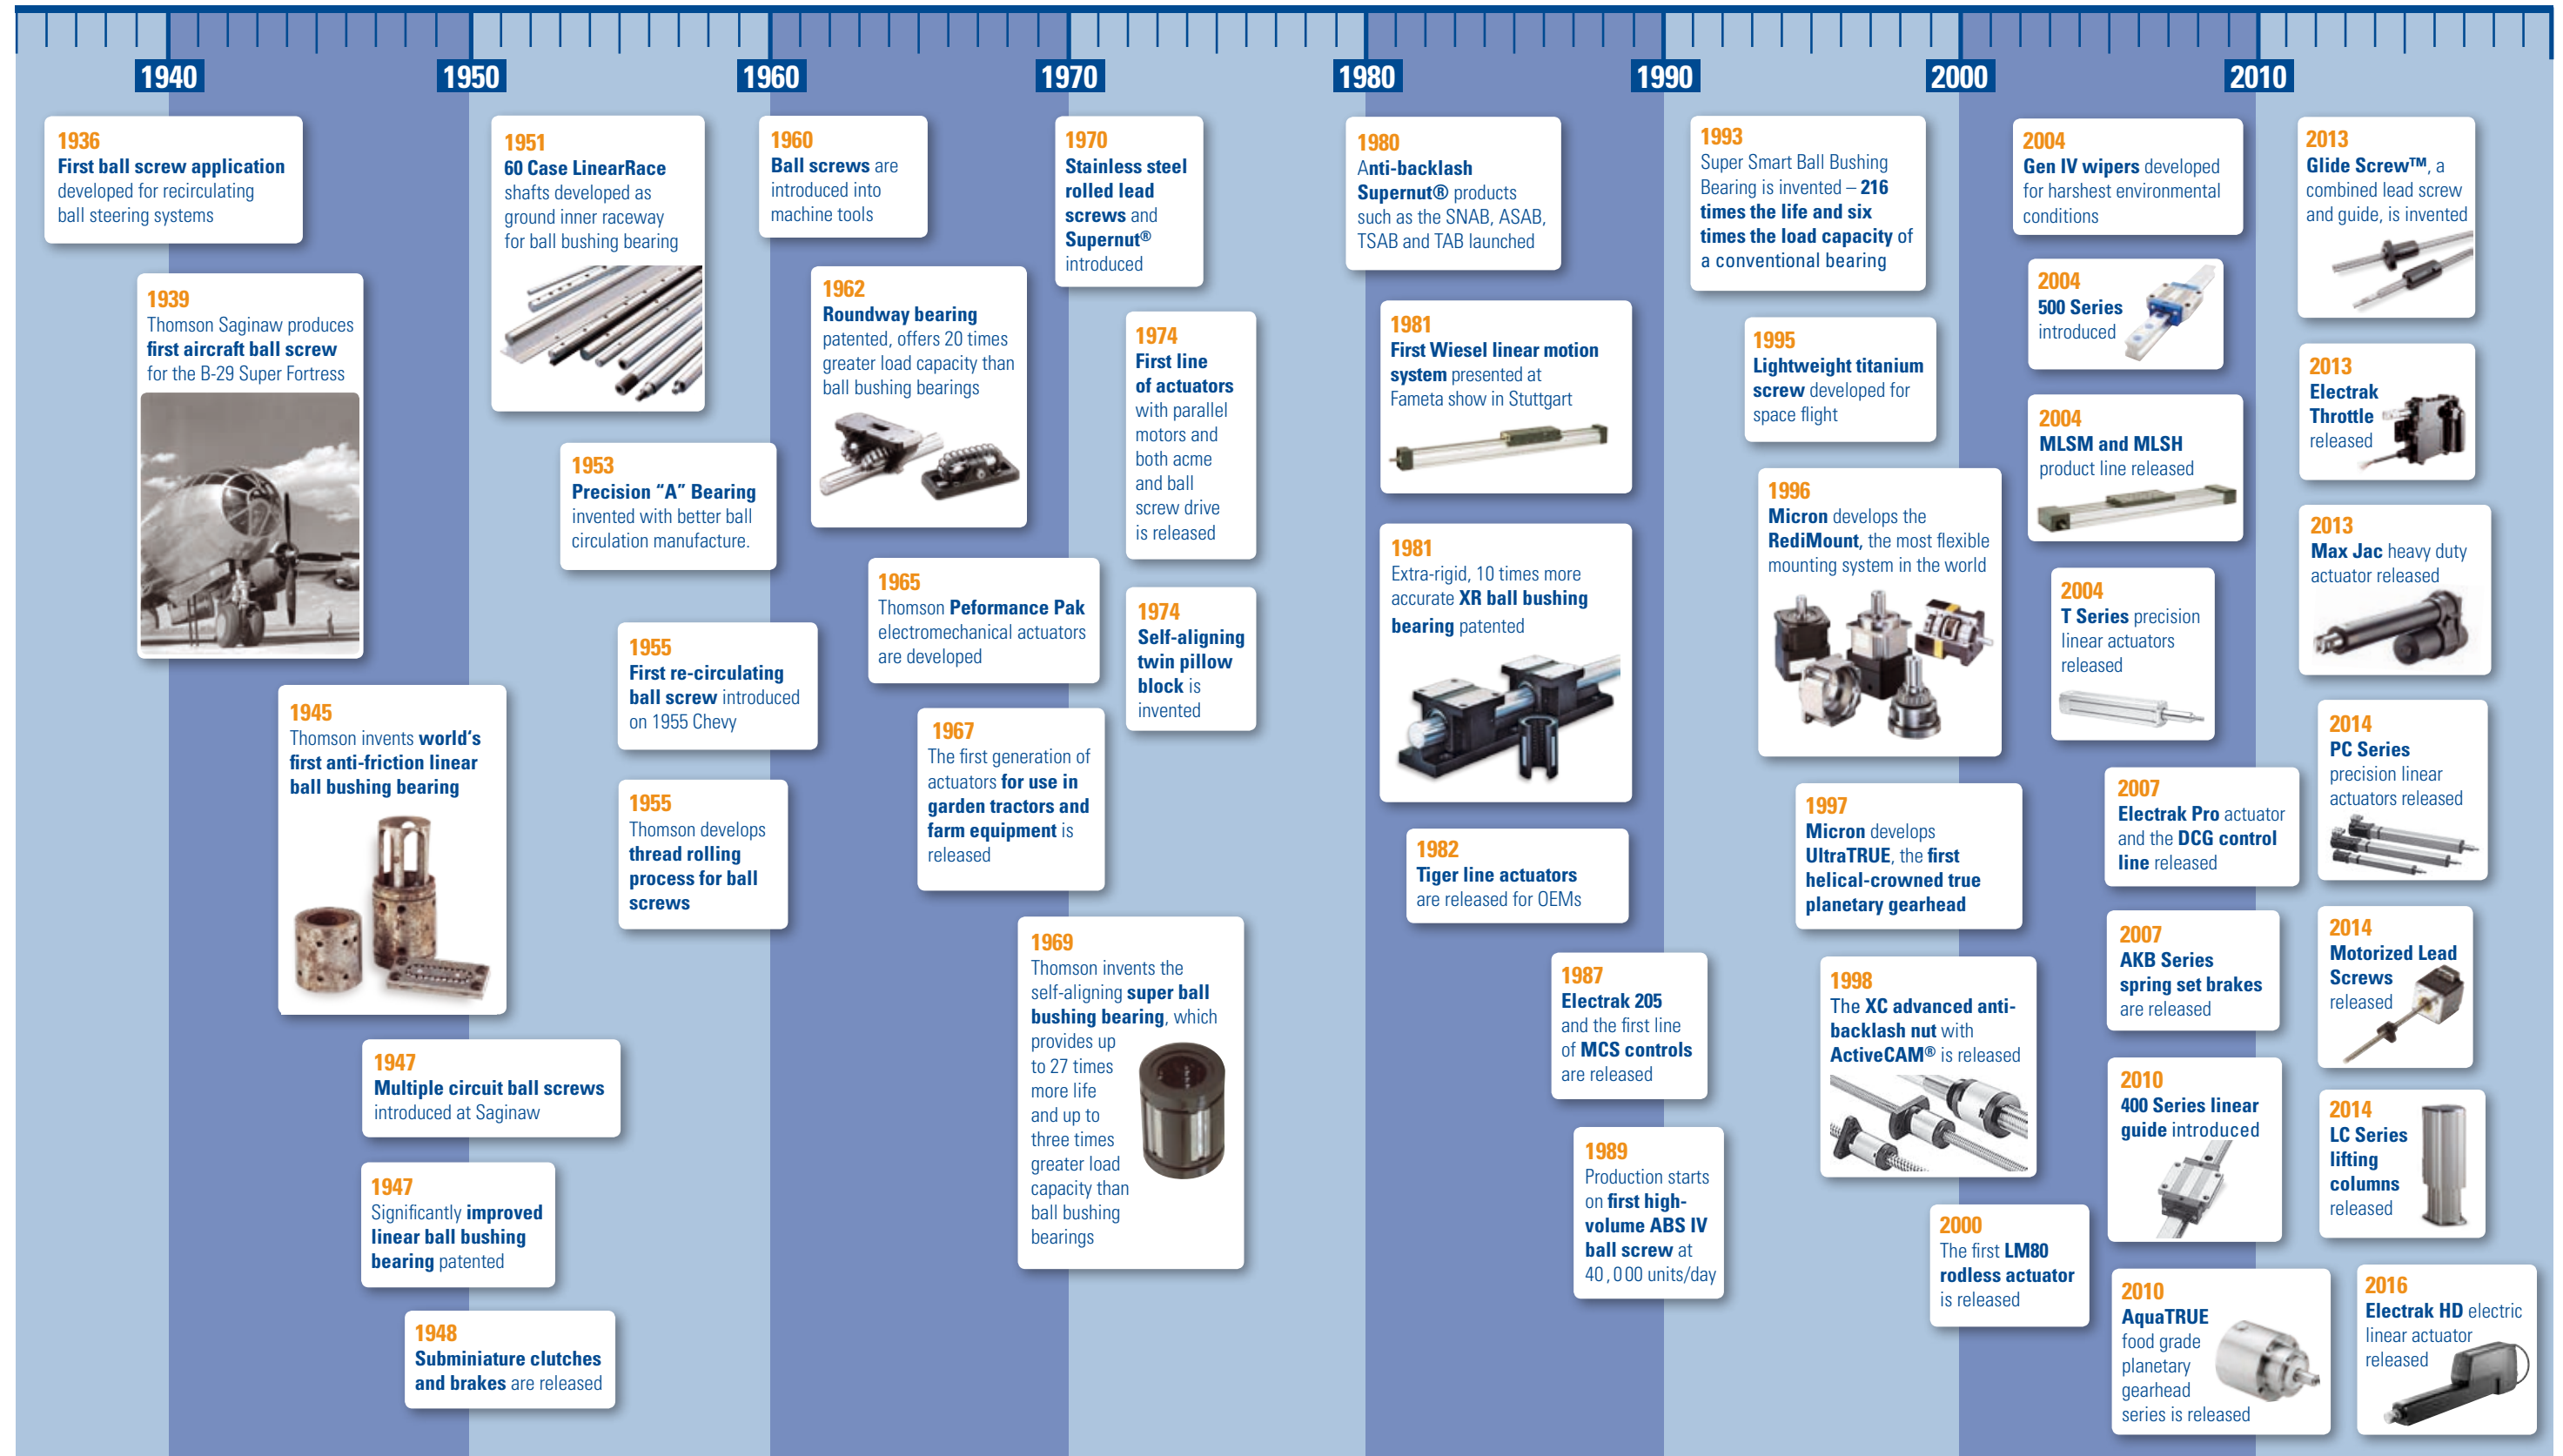 1940
1950
1960
1970
1980
1990
2000
2010
1936
First ball screw application
developed for recirculating
ball steering systems
1939
Thomson Saginaw produces
first aircraft ball screw
for the B-29 Super Fortress
1945
Thomson invents world‘s
first anti-friction linear
ball bushing bearing
1947
Multiple circuit ball screws
introduced at Saginaw
1947
Significantly improved
linear ball bushing
bearing patented
1948
Subminiature clutches
and brakes are released
1951
60 Case LinearRace
shafts developed as
ground inner raceway
for ball bushing bearing
1953
Precision “A” Bearing
invented with better ball
circulation manufacture.
1955
First re-circulating
ball screw introduced
on 1955 Chevy
1955
Thomson develops
thread rolling
process for ball
screws
1960
Ball screws are
introduced into
machine tools
1962
Roundway bearing
patented, offers 20 times
greater load capacity than
ball bushing bearings
1965
Thomson Peformance Pak
electromechanical actuators
are developed
1967
The first generation of
actuators for use in
garden tractors and
farm equipment is
released
1969
Thomson invents the
self-aligning super ball
bushing bearing, which
provides up
to 27 times
more life
and up to
three times
greater load
capacity than
ball bushing
bearings
1970
Stainless steel
rolled lead
screws and
Supernut®
introduced
1974
First line
of actuators
with parallel
motors and
both acme
and ball
screw drive
is released
1974
Self-aligning
twin pillow
block is
invented
1980
Anti-backlash
Supernut® products
such as the SNAB, ASAB,
TSAB and TAB launched
1981
First Wiesel linear motion
system presented at
Fameta show in Stuttgart
1981
Extra-rigid, 10 times more
accurate XR ball bushing
bearing patented
1982
Tiger line actuators
are released for OEMs
1987
Electrak 205
and the first line
of MCS controls
are released
1989
Production starts
on first high-
volume ABS IV
ball screw at
40,000 units/day
1993
Super Smart Ball Bushing
Bearing is invented – 216
times the life and six
times the load capacity of
a conventional bearing
1995
Lightweight titanium
screw developed for
space flight
1996
Micron develops the
RediMount, the most flexible
mounting system in the world
1997
Micron develops
UltraTRUE, the first
helical-crowned true
planetary gearhead
1998
The XC advanced anti-
backlash nut with
ActiveCAM® is released
2000
The first LM80
rodless actuator
is released
2004
Gen IV wipers developed
for harshest environmental
conditions
2004
500 Series
introduced
2004
MLSM and MLSH
product line released
2004
T Series precision
linear actuators
released
2007
Electrak Pro actuator
and the DCG control
line released
2007
AKB Series
spring set brakes
are released
2010
400 Series linear
guide introduced
2010
AquaTRUE
food grade
planetary
gearhead
series is released
2013
Glide Screw™, a
combined lead screw
and guide, is invented
2013
Electrak
Throttle
released
2013
Max Jac heavy duty
actuator released
2014
PC Series
precision linear
actuators released
2014
Motorized Lead
Screws
released
2014
LC Series
lifting
columns
released
2016
Electrak HD electric
linear actuator
released